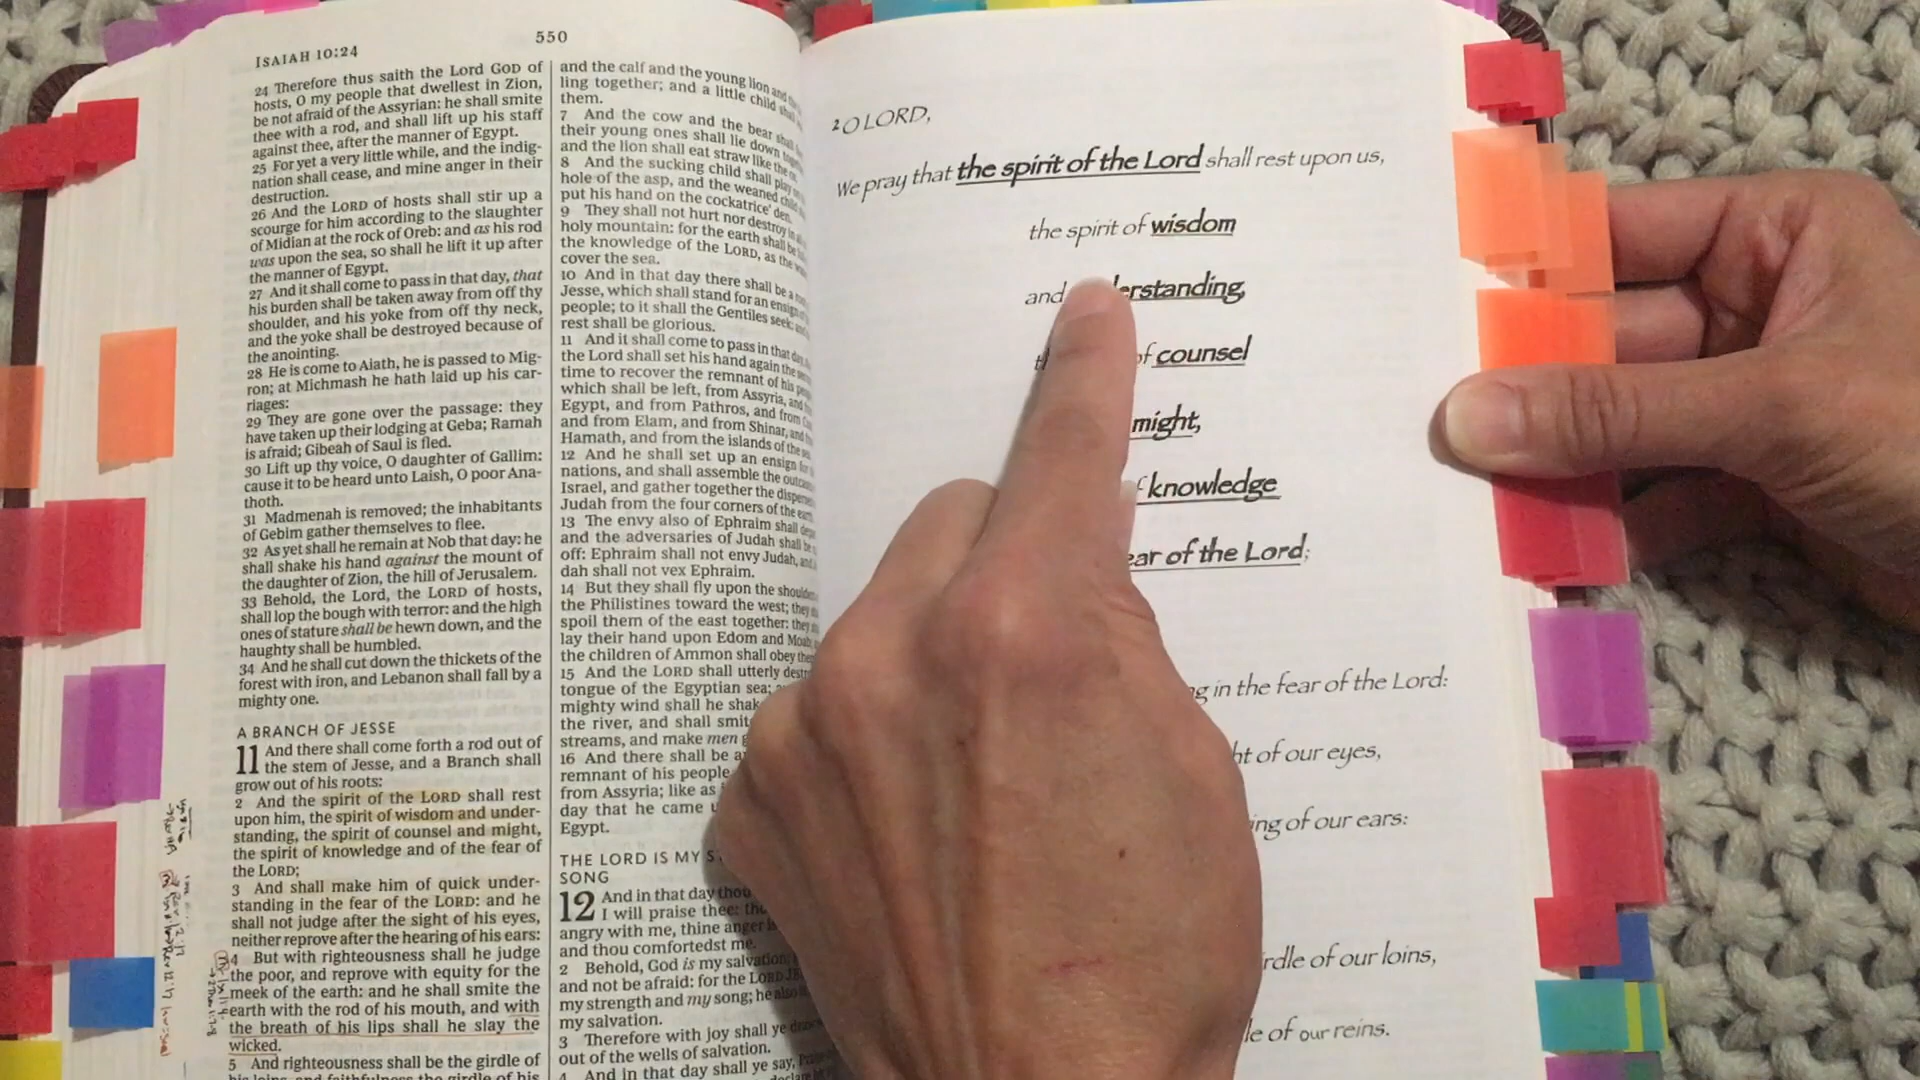 ISAIAH 10:24
550
24 Therefore thus saith the Lord GOD of
hosts, O my people that dwellest in Zion,
be not afraid of the Assyrian: he shall smite
thee with a rod, and shall lift up his staff
against thee, after the manner of Egypt.
25 For yet a very little while, and the indig-
nation shall cease, and mine anger in their
destruction.
26 And the LORD of hosts shall stir up a
scourge for him according to the slaughter
of Midian at the rock of Oreb: and as his rod
was upon the sea, so shall he lift it up after
the manner of Egypt.
27 And it shall come to pass in that day, that
his burden shall be taken away from off thy
shoulder, and his yoke from off thy neck,
and the yoke shall be destroyed because of
the anointing.
28 He is come to Aiath, he is passed to Mig-
ron; at Michmash he hath laid up his car-
riages:
29 They are gone over the passage: they
have taken up their lodging at Geba; Ramah
is afraid; Gibeah of Saul is fled.
30 Lift up thy voice, O daughter of Gallim:
cause it to be heard unto Laish, O poor Ana-
thoth.
31 Madmenah is removed; the inhabitants
of Gebim gather themselves to flee.
32 As yet shall he remain at Nob that day: he
shall shake his hand against the mount of
the daughter of Zion, the hill of Jerusalem.
33 Behold, the Lord, the LORD of hosts,
shall lop the bough with terror: and the high
ones of stature shall be hewn down, and the
haughty shall be humbled.
34 And he shall cut down the thickets of the
forest with iron, and Lebanon shall fall by a
mighty one.
A BRANCH OF JESSE
11 And there shall come forth a rod out of
the stem of Jesse, and a Branch shall
grow out of his roots:
2 And the spirit of the LORD shall rest
upon him, the spirit of wisdom and under-
standing, the spirit of counsel and might,
the spirit of knowledge and of the fear of
the LORD;
3 And shall make him of quick under-
standing in the fear of the LORD: and he
shall not judge after the sight of his eyes,
neither reprove after the hearing of his ears:
4 But with righteousness shall he judge
the poor, and reprove with equity for the
meek of the earth: and he shall smite the
earth with the rod of his mouth, and with
the breath of his lips shall he slay the
wicked.
5 And righteousness shall be the girdle of
and the calf and the young lion and
ling together; and a little child shall
them.
7 And the cow and the bear shall
their young ones shall lie down
and the lion shall eat straw like the
8 And the sucking child shall play
hole of the asp, and the weaned child
put his hand on the cockatrice' den.
9 They shall not hurt nor destroy in
holy mountain: for the earth shall be
the knowledge of the LORD, as the
cover the sea.
10 And in that day there shall be a
Jesse, which shall stand for an ensign
people; to it shall the Gentiles seek:
rest shall be glorious.
11 And it shall come to pass in that day,
the Lord shall set his hand again the
time to recover the remnant of his
which shall be left, from Assyria, and
Egypt, and from Pathros, and from
and from Elam, and from Shinar, and
Hamath, and from the islands of the
12 And he shall set up an ensign
nations, and shall assemble the
Israel, and gather together the
Judah from the four corners of the
13 The envy also of Ephraim shall
and the adversaries of Judah shall
off: Ephraim shall not envy Judah,
dah shall not vex Ephraim.
14 But they shall fly upon the
the Philistines toward the west; they
spoil them of the east together: they
lay their hand upon Edom and
the children of Ammon shall obey
15 And the LORD shall utterly
tongue of the Egyptian sea;
mighty wind shall he
the river, and shall
streams, and make men
16 And there shall be
remnant of his people
from Assyria; like as
day that he came
Egypt.
THE LORD IS MY
SONG
12 And in that day thou
I will praise thee:
angry with me, thine anger
and thou comfortedst me.
2 Behold, God is my
and not be afraid: for the LORD
my strength and my song; he also
my salvation.
3 Therefore with joy shall ye
out of the wells of salvation.
4 And in that day shall ye say,
2 O LORD,
We pray that the spirit of the Lord shall rest upon us,
the spirit of wisdom
and understanding,
of counsel
might,
knowledge
of the Lord;
in the fear of the Lord:
of our eyes,
of our ears:
of our loins,
of our reins.